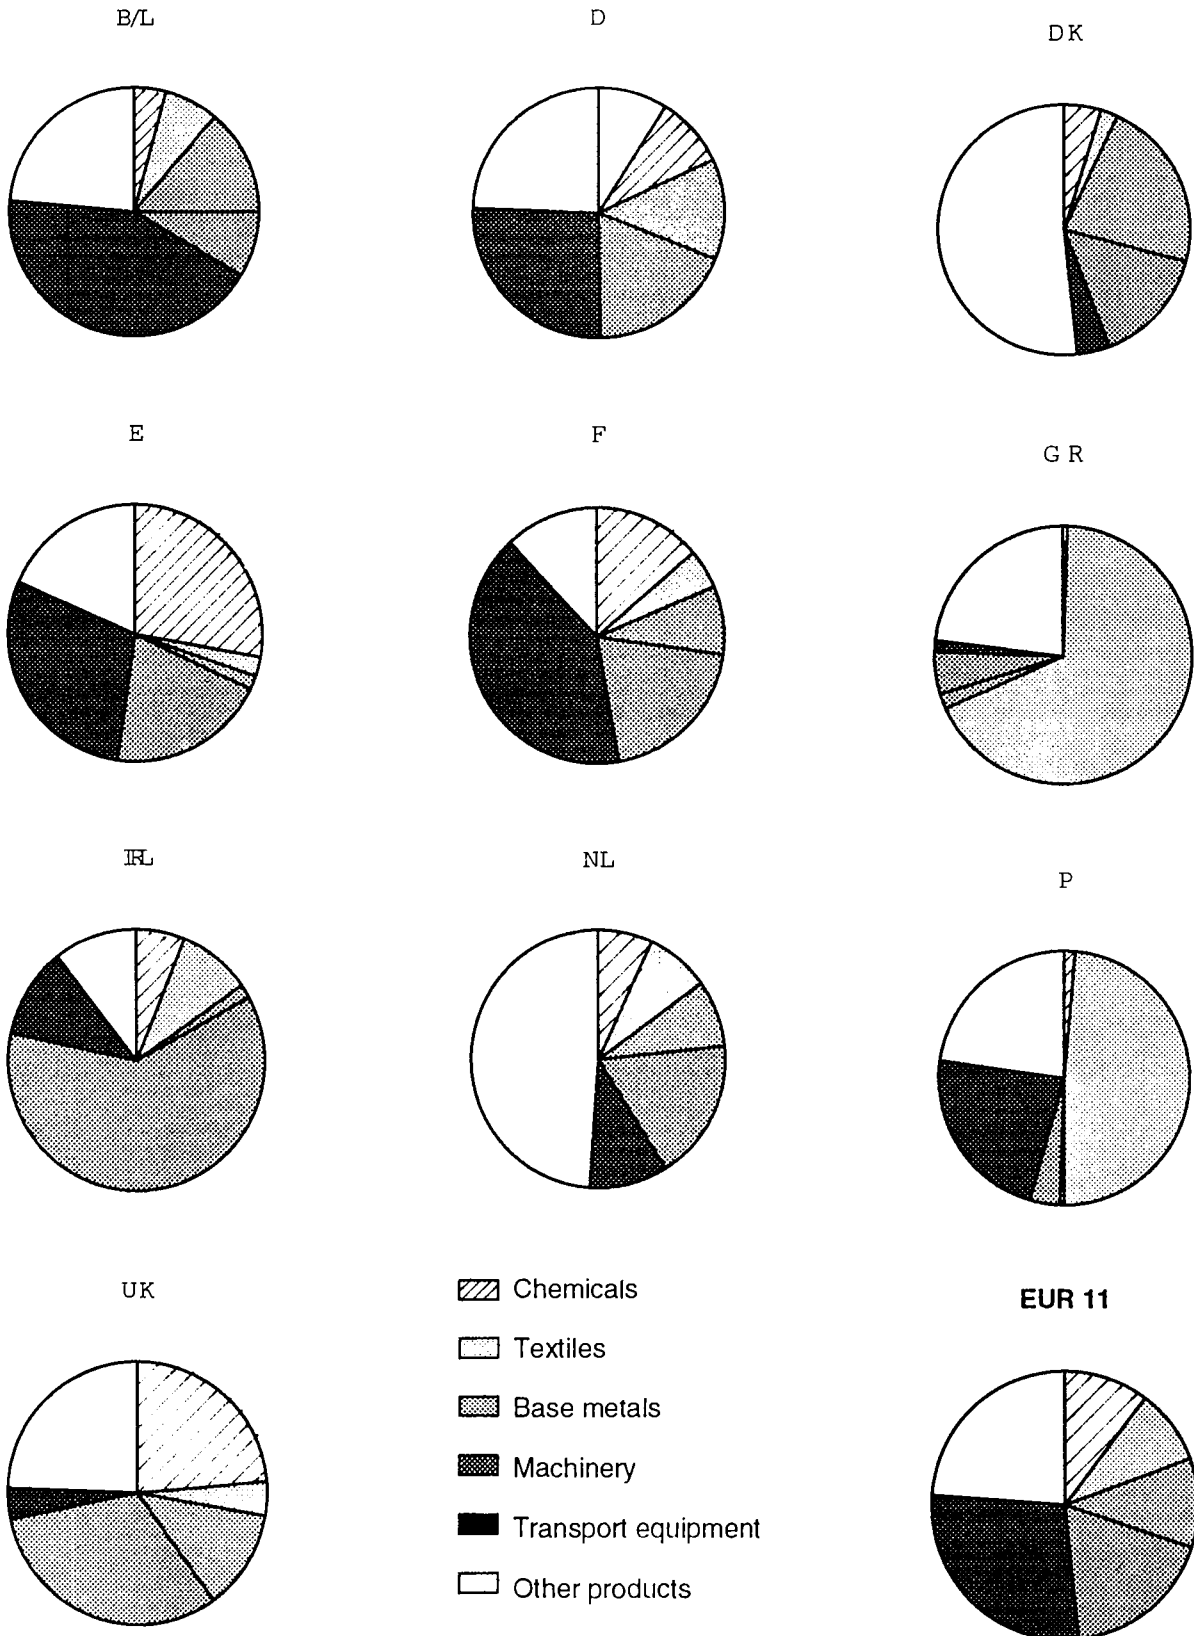 B/L
D
DK
E
F
GR
IRL
NL
P
UK
Chemicals
Textiles
Base metals
Machinery
Transport equipment
Other products
EUR 11